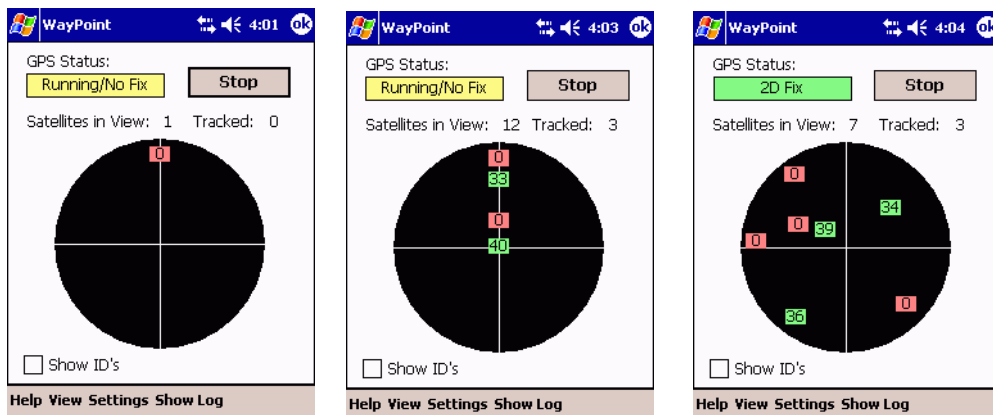 WayPoint 4:01 ok
GPS Status:
Running/No Fix Stop
Satellites in View: 1 Tracked: 0
0
Show ID's
Help View Settings Show Log
WayPoint 4:03 ok
GPS Status:
Running/No Fix Stop
Satellites in View: 12 Tracked: 3
0
33
0
40
Show ID's
Help View Settings Show Log
WayPoint 4:04 ok
GPS Status:
2D Fix Stop
Satellites in View: 7 Tracked: 3
0
34
0 39
0
0
36
Show ID's
Help View Settings Show Log